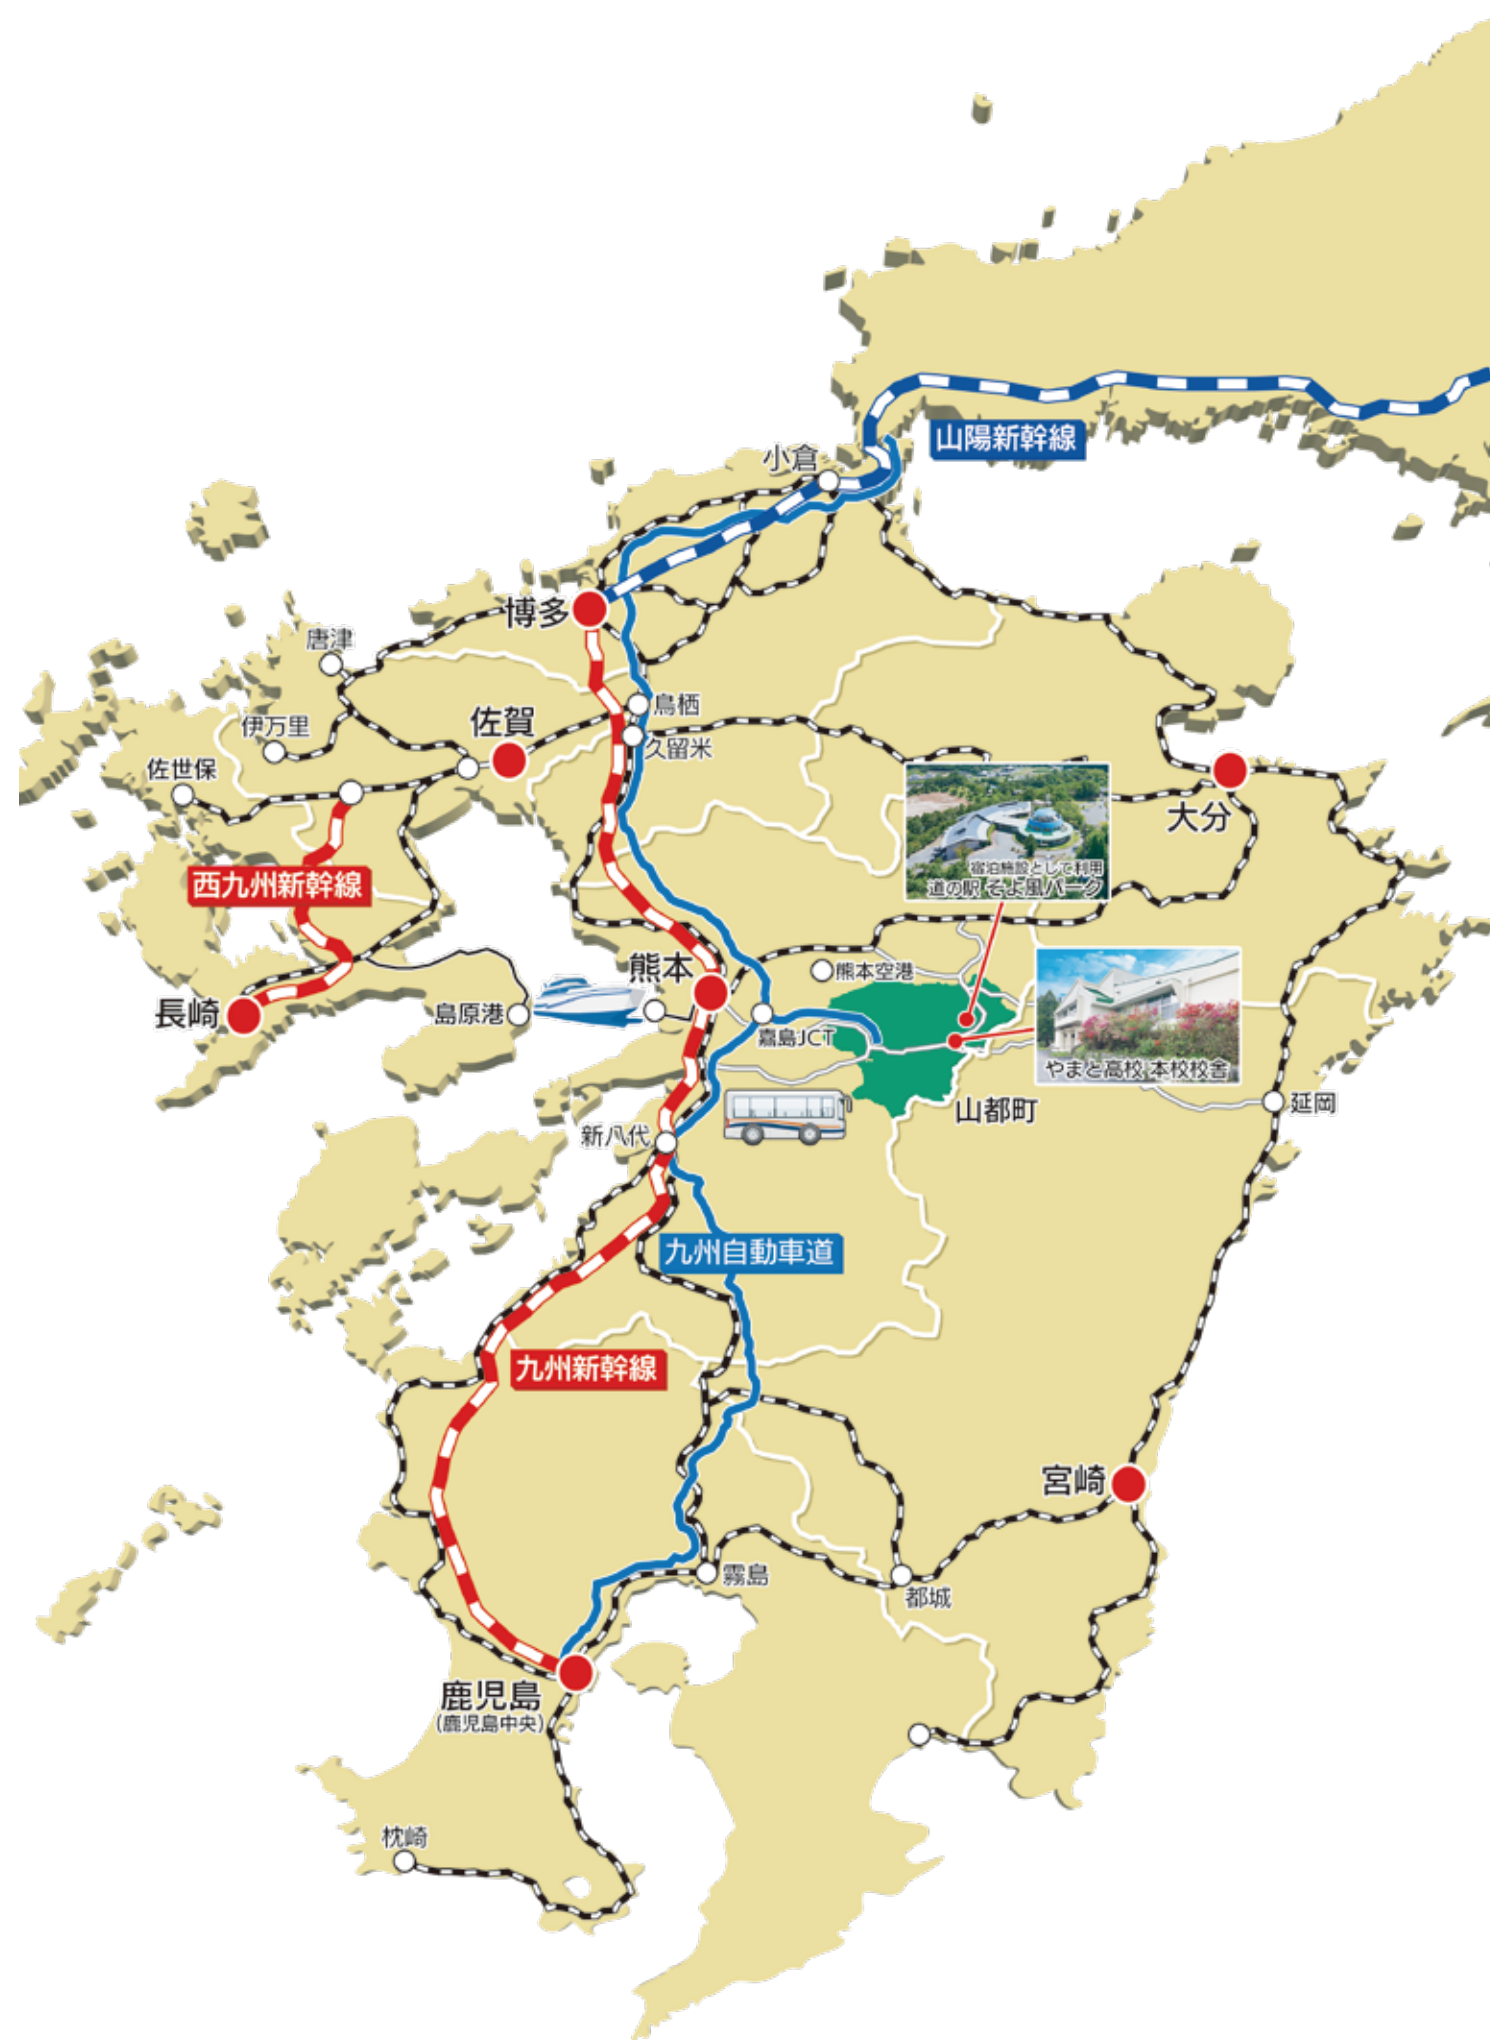 山陽新幹線
小倉
博多
唐津
鳥栖
伊万里
佐賀
久留米
佐世保
大分
宿泊施設として利用
道の駅 そよ風パーク
西九州新幹線
熊本
熊本空港
長崎
島原港
嘉島JCT
やまと高校 本校校舎
山都町
延岡
新八代
九州自動車道
九州新幹線
宮崎
霧島
都城
鹿児島
(鹿児島中央)
枕崎